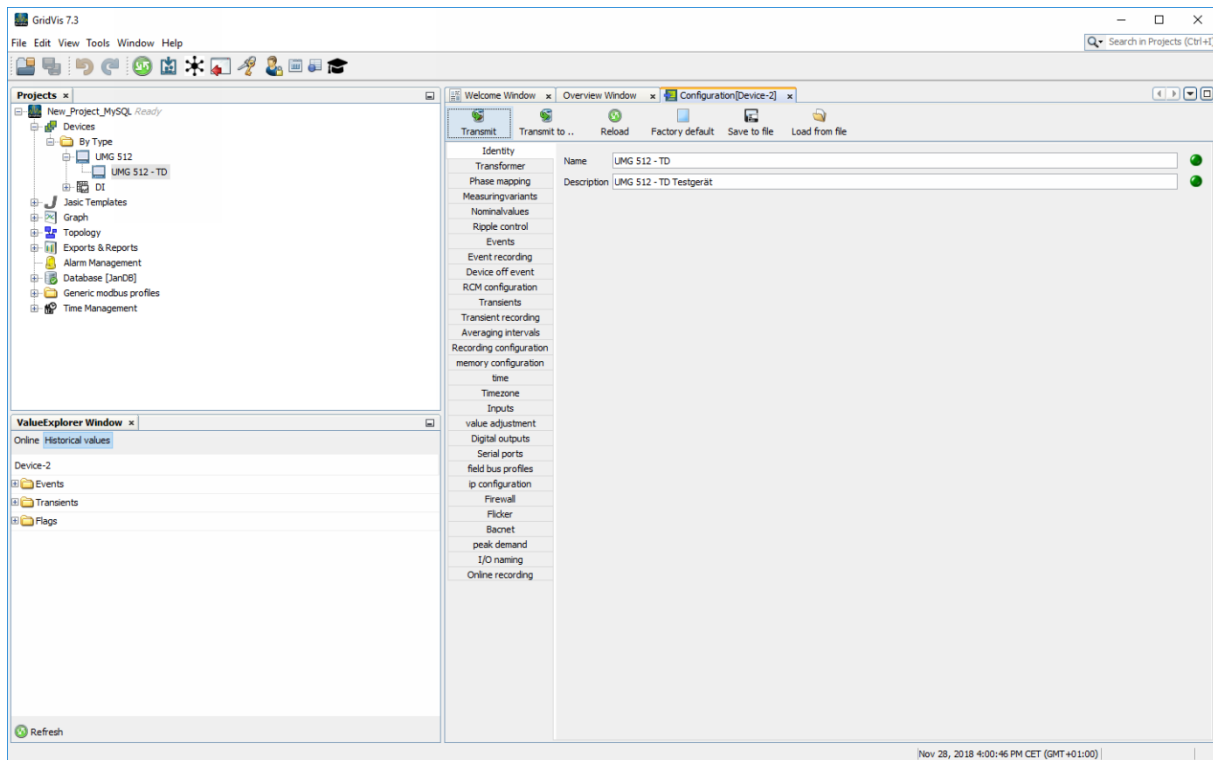 GridVis 7.3
File Edit View Tools Window Help
Search in Projects (Ctrl+I)
Projects
New_Project_MySQL Ready
Devices
By Type
UMG 512
UMG 512 - TD
DI
Jasic Templates
Graph
Topology
Exports & Reports
Alarm Management
Database [JanDB]
Generic modbus profiles
Time Management
ValueExplorer Window
Online Historical values
Device-2
Events
Transients
Flags
Refresh
Welcome Window Overview Window Configuration[Device-2]
Transmit Transmit to .. Reload Factory default Save to file Load from file
Identity
Transformer
Phase mapping
Measuringvariants
Nominalvalues
Ripple control
Events
Event recording
Device off event
RCM configuration
Transients
Transient recording
Averaging intervals
Recording configuration
memory configuration
time
Timezone
Inputs
value adjustment
Digital outputs
Serial ports
field bus profiles
ip configuration
Firewall
Flicker
Bacnet
peak demand
I/O naming
Online recording
Name UMG 512 - TD
Description UMG 512 - TD Testgerät
Nov 28, 2018 4:00:46 PM CET (GMT+01:00)